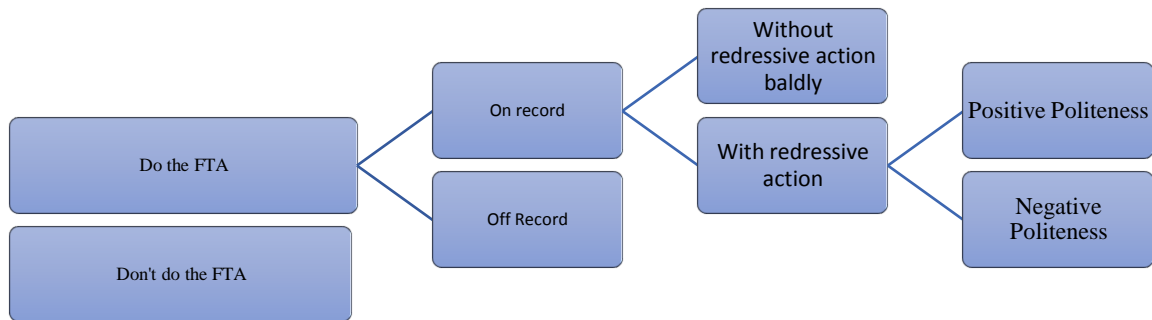 Do the FTA
Don't do the FTA
On record
Off Record
Without
redressive action
baldly
With redressive
action
Positive Politeness
Negative
Politeness